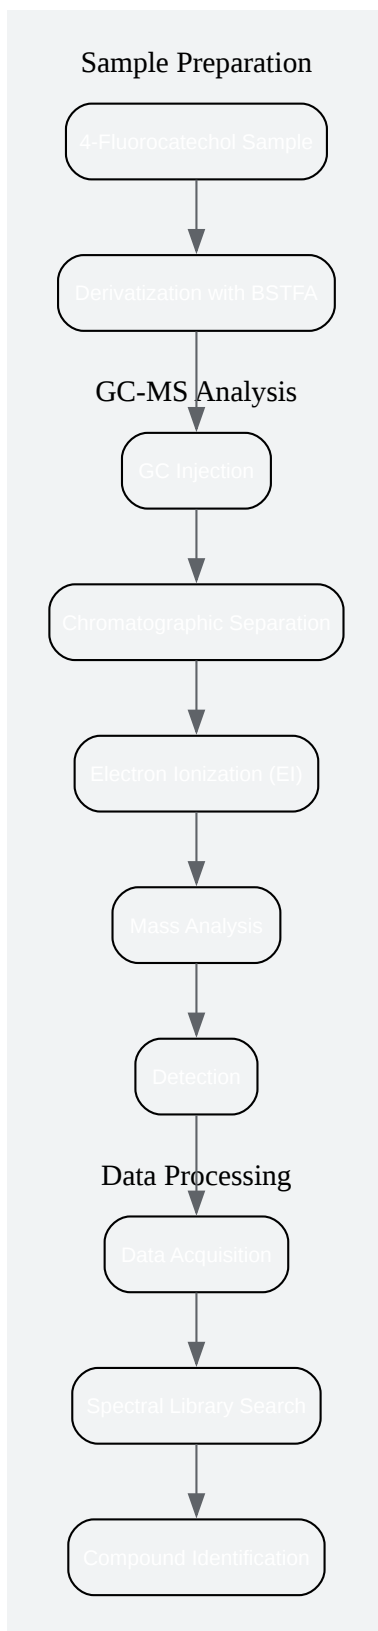 Sample Preparation
4-Fluorocatechol Sample
Derivatization with BSTFA
GC-MS Analysis
GC Injection
Chromatographic Separation
Electron Ionization (EI)
Mass Analysis
Detection
Data Processing
Data Acquisition
Spectral Library Search
Compound Identification